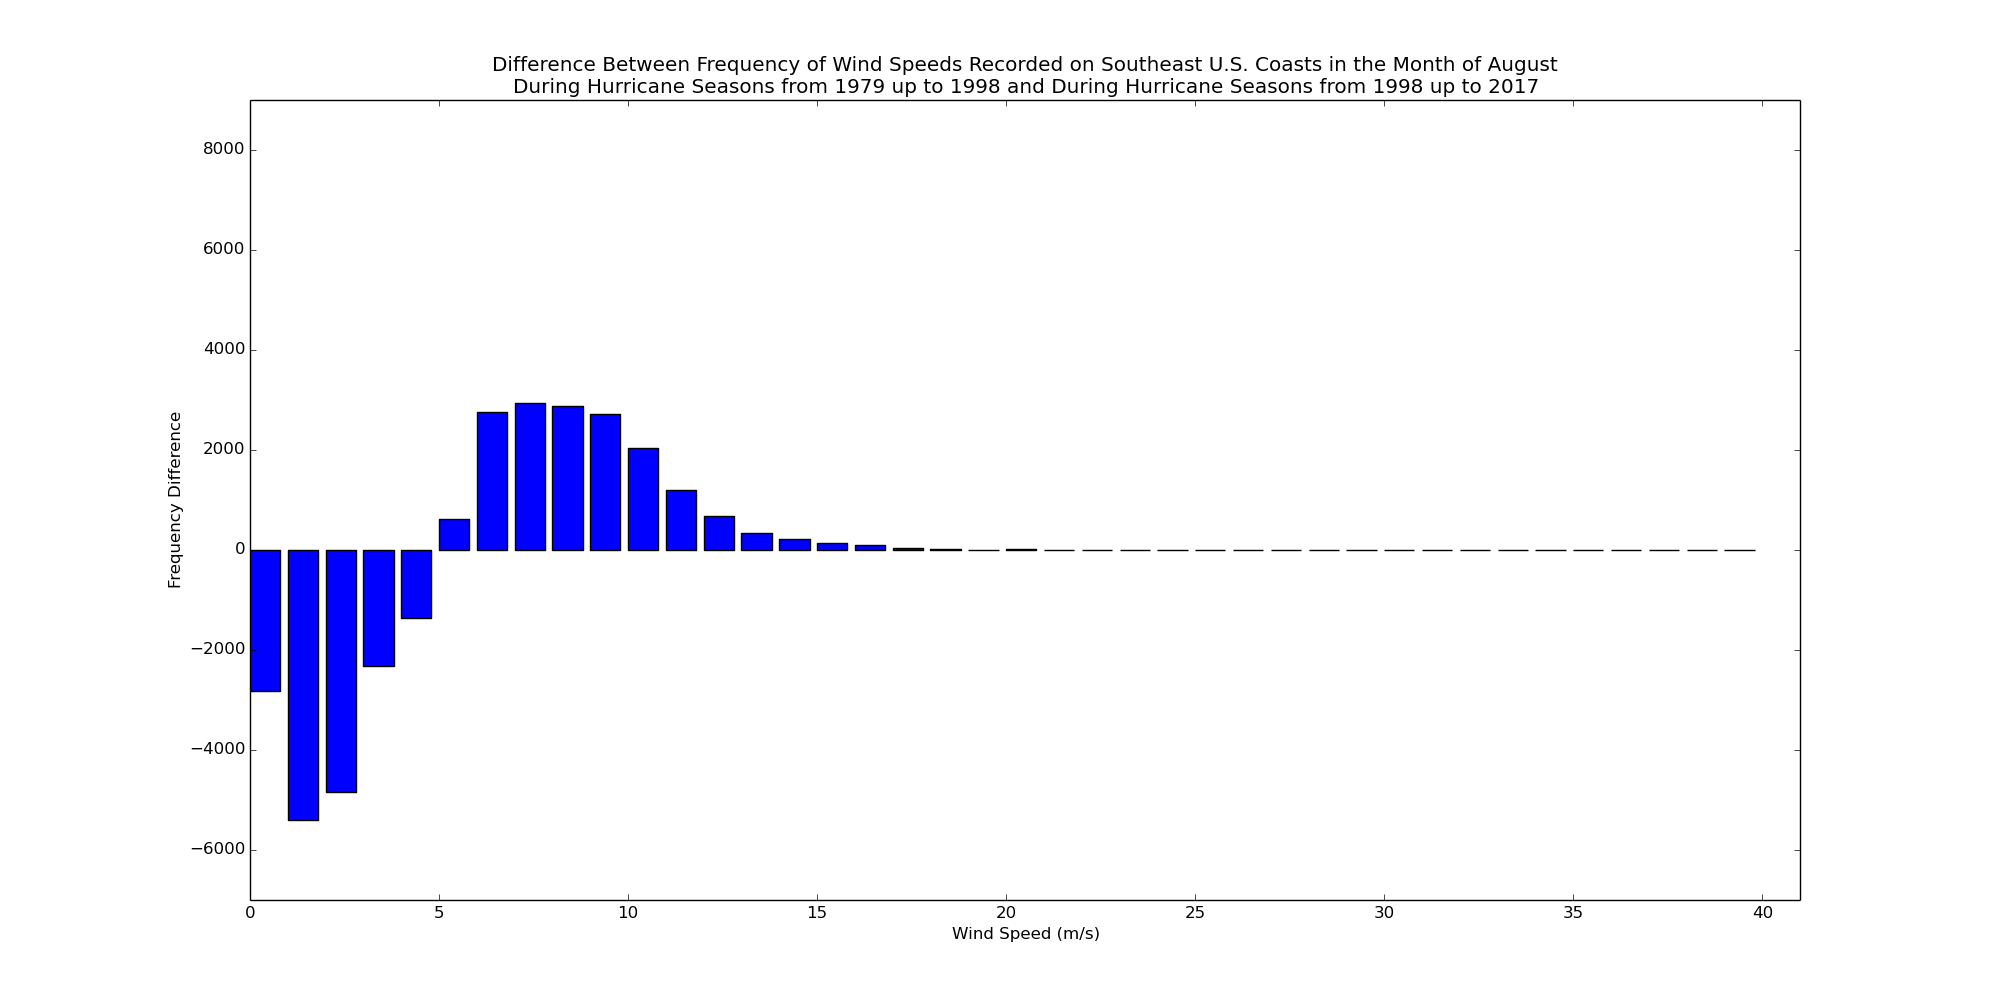 Difference Between Frequency of Wind Speeds Recorded on Southeast U.S. Coasts in the Month of August
During Hurricane Seasons from 1979 up to 1998 and During Hurricane Seasons from 1998 up to 2017
Frequency Difference
8000
6000
4000
2000
0
−2000
−4000
−6000
0 5 10 15 20 25 30 35 40
Wind Speed (m/s)